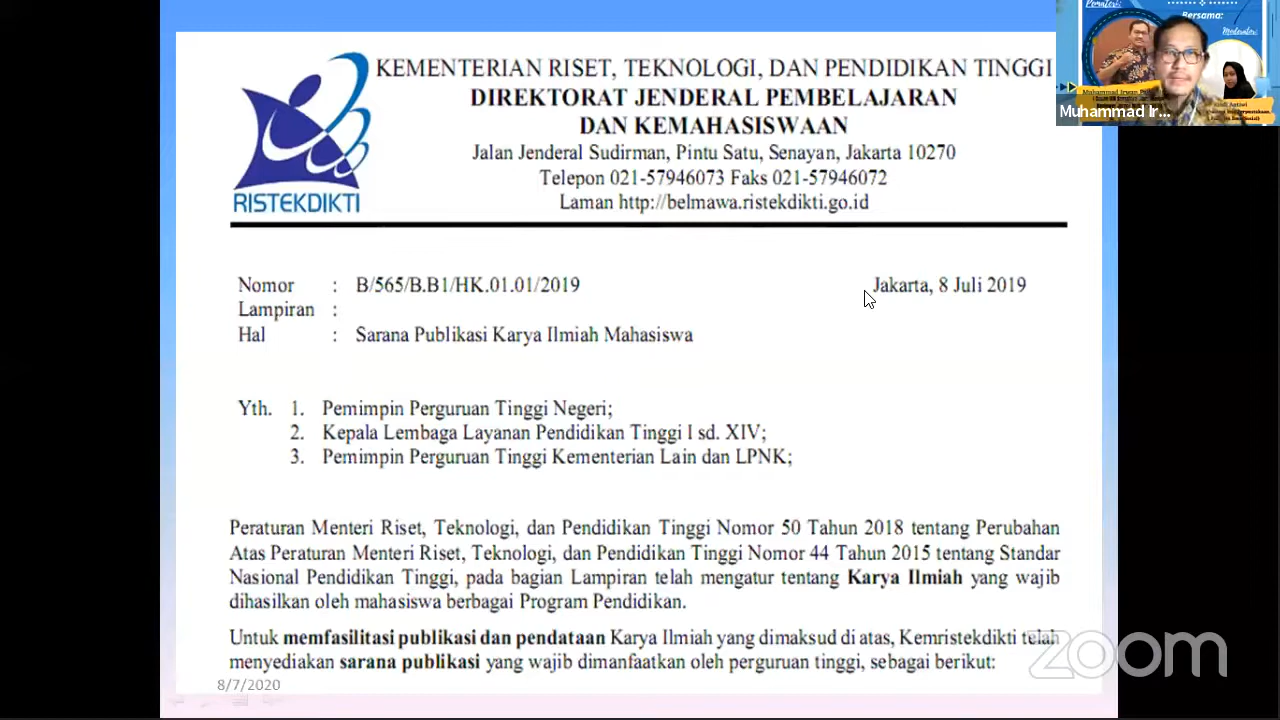 KEMENTERIAN RISET, TEKNOLOGI, DAN PENDIDIKAN TINGGI
DIREKTORAT JENDERAL PEMBELAJARAN
DAN KEMAHASISWAAN
Jalan Jenderal Sudirman, Pintu Satu, Senayan, Jakarta 10270
Telepon 021-57946073 Faks 021-57946072
Laman http://belmawa.ristekdikti.go.id
RISTEKDIKTI
Nomor : B/565/B.B1/HK.01.01/2019 Jakarta, 8 Juli 2019
Lampiran :
Hal : Sarana Publikasi Karya Ilmiah Mahasiswa
Yth. 1. Pemimpin Perguruan Tinggi Negeri;
2. Kepala Lembaga Layanan Pendidikan Tinggi I sd. XIV;
3. Pemimpin Perguruan Tinggi Kementerian Lain dan LPNK;
Peraturan Menteri Riset, Teknologi, dan Pendidikan Tinggi Nomor 50 Tahun 2018 tentang Perubahan
Atas Peraturan Menteri Riset, Teknologi, dan Pendidikan Tinggi Nomor 44 Tahun 2015 tentang Standar
Nasional Pendidikan Tinggi, pada bagian Lampiran telah mengatur tentang Karya Ilmiah yang wajib
dihasilkan oleh mahasiswa berbagai Program Pendidikan.
Untuk memfasilitasi publikasi dan pendataan Karya Ilmiah yang dimaksud di atas, Kemristekdikti telah
menyediakan sarana publikasi yang wajib dimanfaatkan oleh perguruan tinggi, sebagai berikut:
8/7/2020
zoom
Pemateri:
Bersama:
Moderator:
Muhammad Ir...